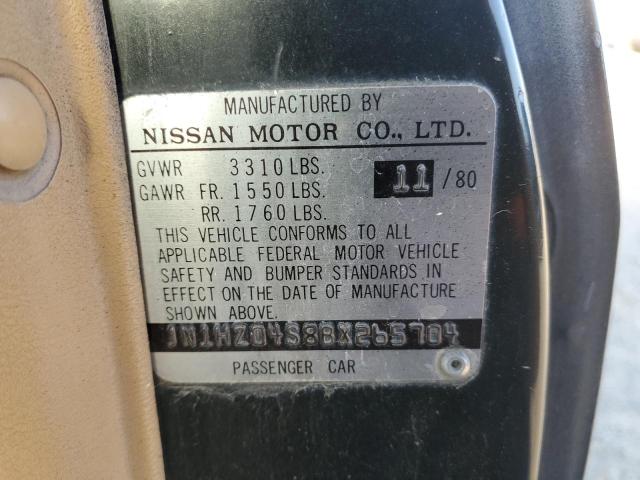 MANUFACTURED BY
NISSAN MOTOR CO., LTD.
GVWR 3310 LBS.
GAWR FR. 1550 LBS. 11/80
RR. 1760 LBS.
THIS VEHICLE CONFORMS TO ALL
APPLICABLE FEDERAL MOTOR VEHICLE
SAFETY AND BUMPER STANDARDS IN
EFFECT ON THE DATE OF MANUFACTURE
SHOWN ABOVE.
JN1HZ04S8BX265704
PASSENGER CAR